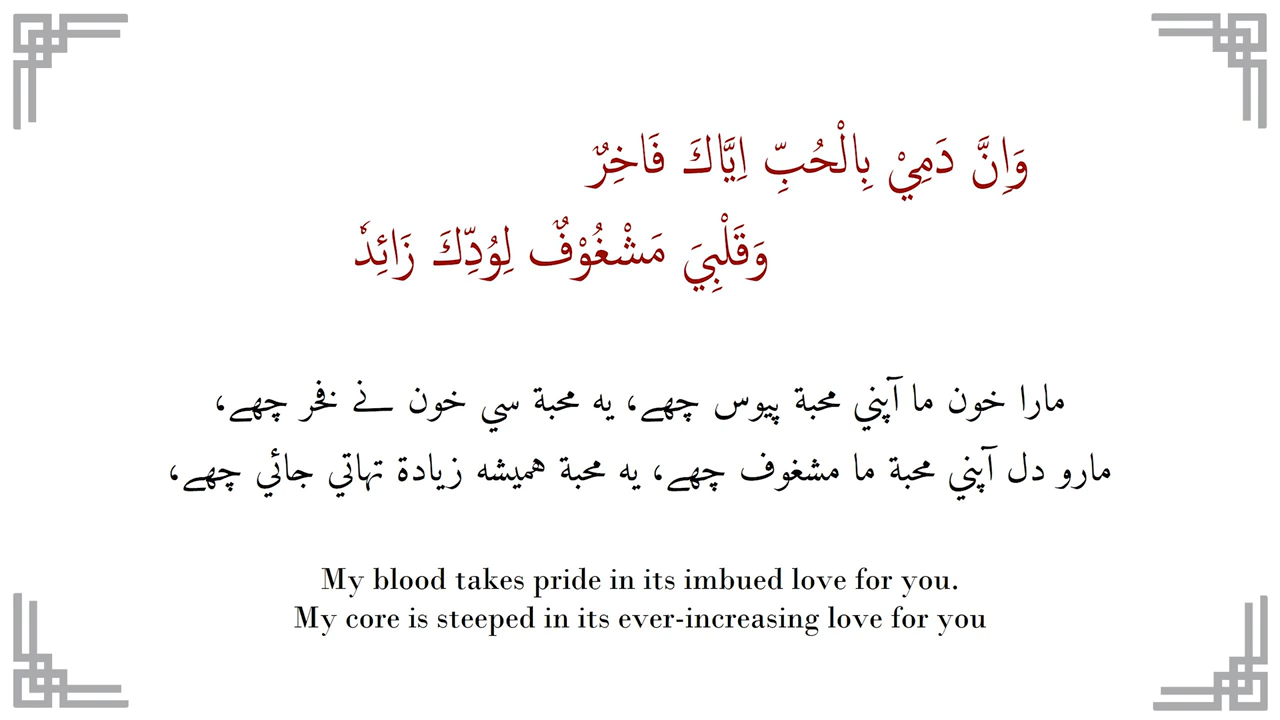 وَاِنَّ دَمِيْ بِالْحُبِّ اِيَّاكَ فَاخِرٌ
وَقَلْبِيَ مَشْغُوْفٌ لِوُدِّكَ زَائِدٗ
مارا خون ما آپني محبة پيوس چھے، يه محبة سي خون نے فخر چھے،
مارو دل آپني محبة ما مشغوف چھے، يه محبة هميشه زيادة تهاتي جائي چھے،
My blood takes pride in its imbued love for you.
My core is steeped in its ever-increasing love for you